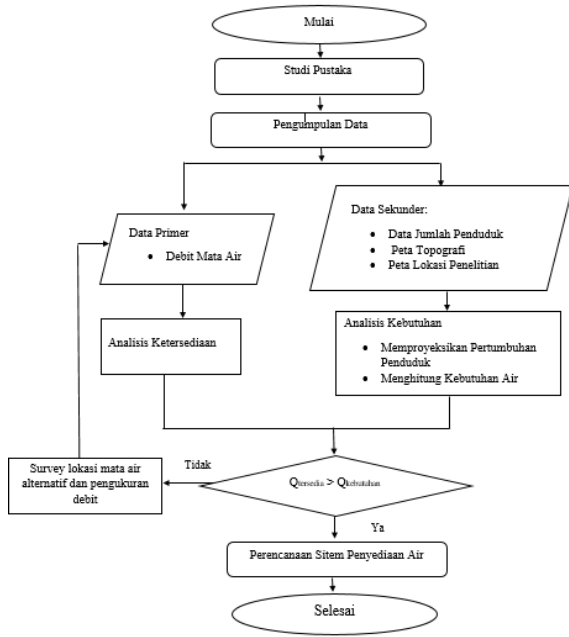 Mulai
Studi Pustaka
Pengumpulan Data
Data Primer
• Debit Mata Air
Data Sekunder:
• Data Jumlah Penduduk
• Peta Topografi
• Peta Lokasi Penelitian
Analisis Ketersediaan
Analisis Kebutuhan
• Memproyeksikan Pertumbuhan
Penduduk
• Menghitung Kebutuhan Air
Survey lokasi mata air
alternatif dan pengukuran
debit
Tidak
Qtersedia > Qkebutuhan
Ya
Perencanaan Sitem Penyediaan Air
Selesai